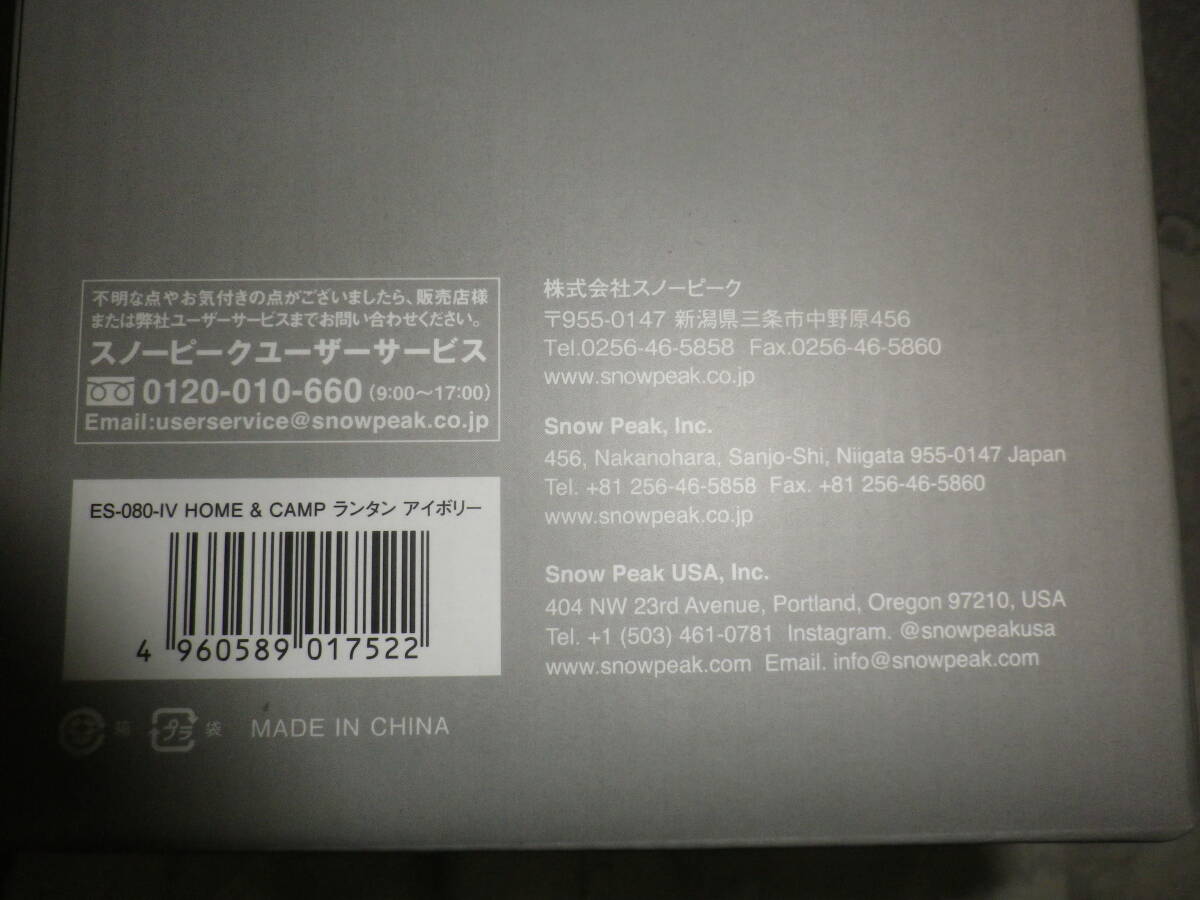 不明な点やお気付きの点がございましたら、販売店様
または弊社ユーザーサービスまでお問い合わせください。
スノーピークユーザーサービス
0120-010-660 (9:00〜17:00)
Email:userservice@snowpeak.co.jp
ES-080-IV HOME & CAMP ランタン アイボリー
4 960589 017522
プラ 袋 MADE IN CHINA
株式会社スノーピーク
〒955-0147 新潟県三条市中野原456
Tel.0256-46-5858 Fax.0256-46-5860
www.snowpeak.co.jp
Snow Peak, Inc.
456, Nakanohara, Sanjo-Shi, Niigata 955-0147 Japan
Tel. +81 256-46-5858 Fax. +81 256-46-5860
www.snowpeak.co.jp
Snow Peak USA, Inc.
404 NW 23rd Avenue, Portland, Oregon 97210, USA
Tel. +1 (503) 461-0781 Instagram. @snowpeakusa
www.snowpeak.com Email. info@snowpeak.com